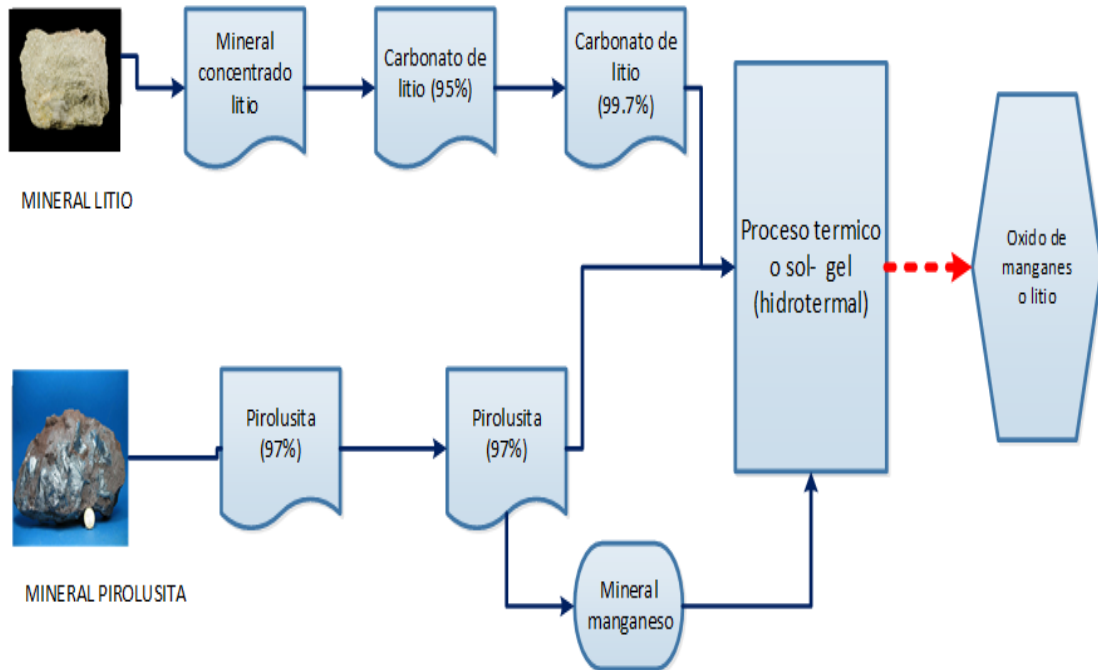 Mineral
concentrado
litio
Carbonato de
litio (95%)
Carbonato de
litio
(99.7%)
MINERAL LITIO
Proceso termico
o sol- gel
(hidrotermal)
Oxido de
manganes
o litio
Pirolusita
(97%)
Pirolusita
(97%)
MINERAL PIROLUSITA
Mineral
manganeso